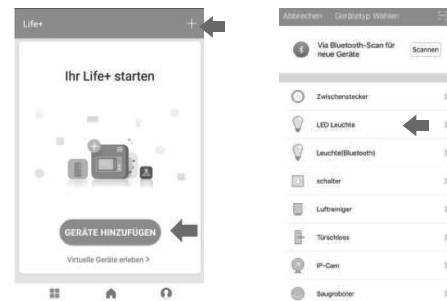 Life+
Ihr Life+ starten
GERÄTE HINZUFÜGEN
Virtuelle Geräte erleben >
Abbrechen Gerätetyp Wählen
Via Bluetooth-Scan für
neue Geräte
Scannen
Zwischenstecker
LED Leuchte
Leuchte(Bluetooth)
schalter
Luftreiniger
Türschloss
IP-Cam
Saugroboter